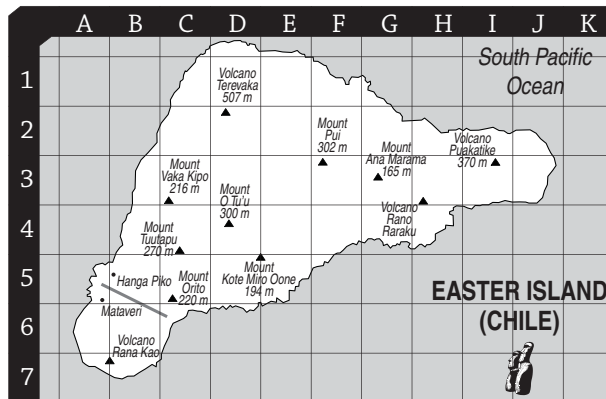 A B C D E F G H I J K
1
2
3
4
5
6
7
South Pacific
Ocean
Volcano
Terevaka
507 m
Mount
Pui
302 m
Mount
Ana Marama
165 m
Volcano
Puakatike
370 m
Mount
Vaka Kipo
216 m
Mount
O Tu'u
300 m
Volcano
Rano
Raraku
Mount
Tuutapu
270 m
Hanga Piko
Mount
Orito
220 m
Mount
Kote Miro Oone
194 m
Mataveri
Volcano
Rana Kao
EASTER ISLAND
(CHILE)